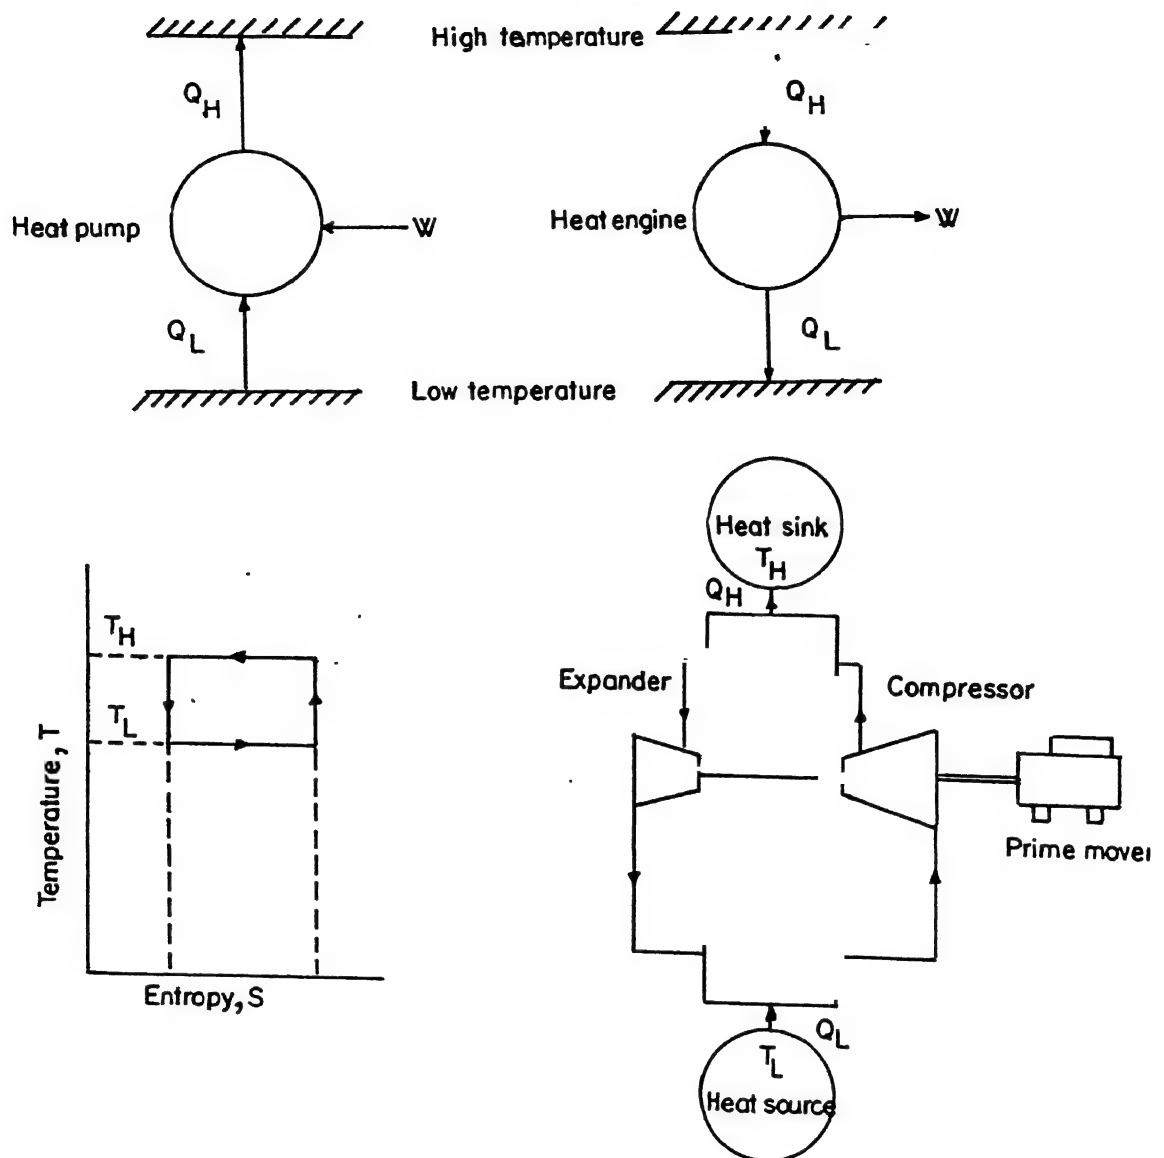 High temperature
Q_H
Q_H
Heat pump
W
Heat engine
W
Q_L
Q_L
Low temperature
Heat sink
T_H
Q_H
T_H
Expander
Compressor
T_L
Temperature, T
Prime mover
Entropy, S
Q_L
T_L
Heat source